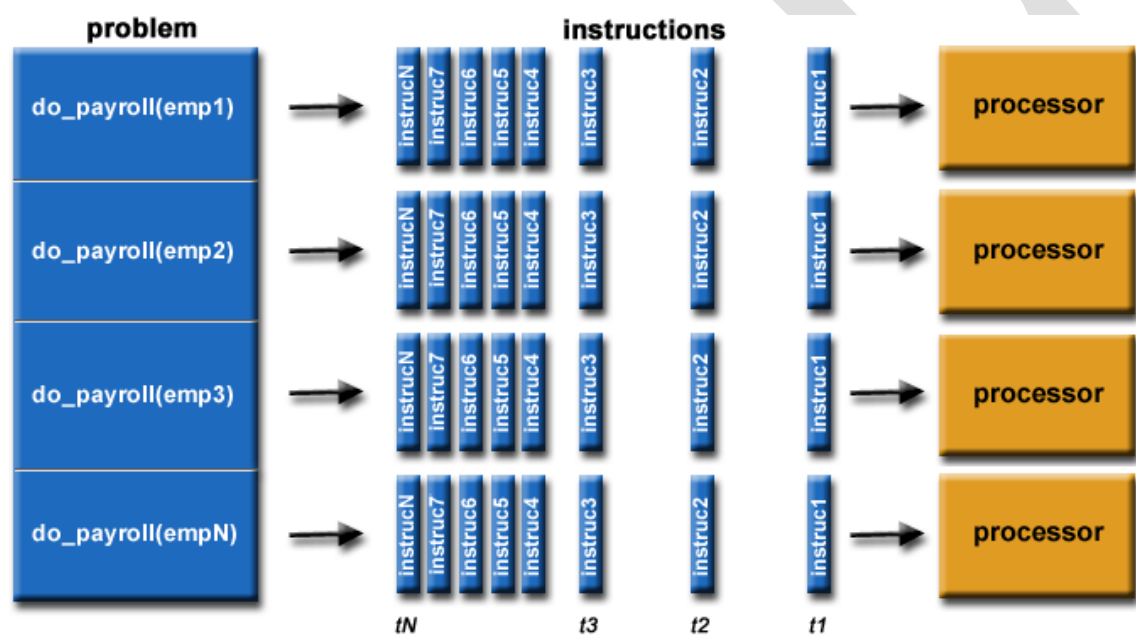 problem
instructions
do_payroll(emp1)
instrucN
instruc7
instruc6
instruc5
instruc4
instruc3
instruc2
instruc1
processor
do_payroll(emp2)
instrucN
instruc7
instruc6
instruc5
instruc4
instruc3
instruc2
instruc1
processor
do_payroll(emp3)
instrucN
instruc7
instruc6
instruc5
instruc4
instruc3
instruc2
instruc1
processor
do_payroll(empN)
instrucN
instruc7
instruc6
instruc5
instruc4
instruc3
instruc2
instruc1
processor
tN
t3
t2
t1